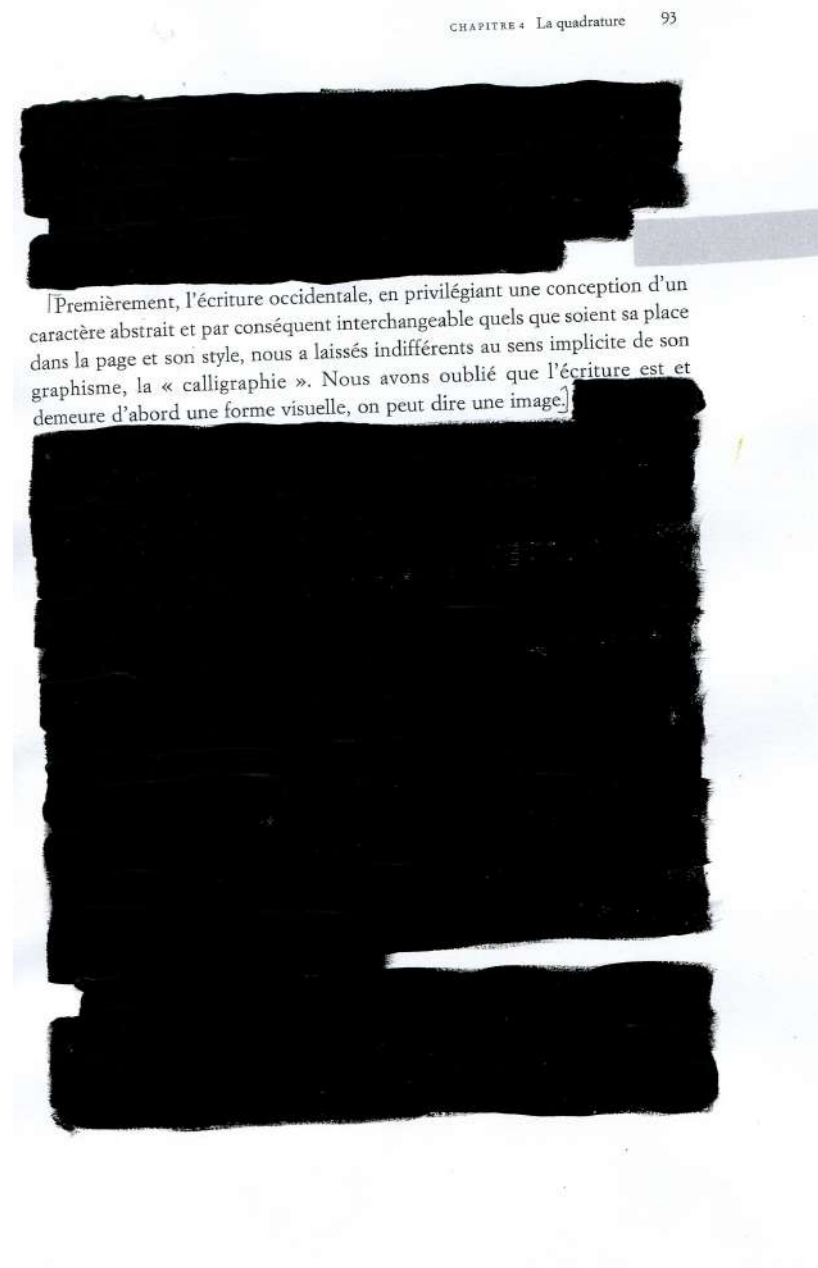 CHAPITRE 4 La quadrature 93
[Premièrement, l'écriture occidentale, en privilégiant une conception d'un
caractère abstrait et par conséquent interchangeable quels que soient sa place
dans la page et son style, nous a laissés indifférents au sens implicite de son
graphisme, la « calligraphie ». Nous avons oublié que l'écriture est et
demeure d'abord une forme visuelle, on peut dire une image.]